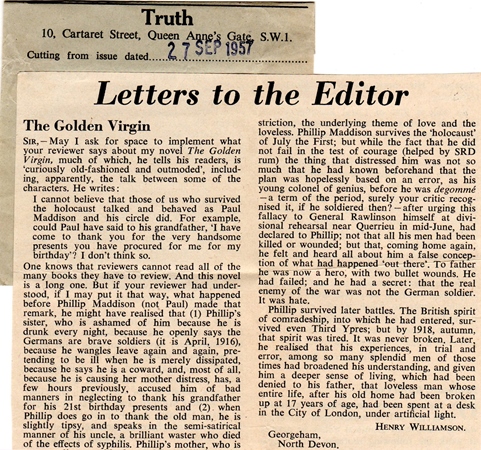 Truth
10, Cartaret Street, Queen Anne's Gate, S.W.1.
Cutting from issue dated 27 SEP 1957
Letters to the Editor
The Golden Virgin
SIR,—May I ask for space to implement what
your reviewer says about my novel The Golden
Virgin, much of which, he tells his readers, is
'curiously old-fashioned and outmoded', includ-
ing, apparently, the talk between some of the
characters. He writes:
I cannot believe that those of us who survived
the holocaust talked and behaved as Paul
Maddison and his circle did. For example,
could Paul have said to his grandfather, 'I have
come to thank you for the very handsome
presents you have procured for me for my
birthday'? I don't think so.
One knows that reviewers cannot read all of the
many books they have to review. And this novel
is a long one. But if your reviewer had under-
stood, if I may put it that way, what happened
before Phillip Maddison (not Paul) made that
remark, he might have realised that (1) Phillip's
sister, who is ashamed of him because he is
drunk every night, because he openly says the
Germans are brave soldiers (it is April, 1916),
because he wangles leave again and again, pre-
tending to be ill when he is merely dissipated,
because he says he is a coward, and, most of all,
because he is causing her mother distress, has, a
few hours previously, accused him of bad
manners in neglecting to thank his grandfather
for his 21st birthday presents and (2) when
Phillip does go in to thank the old man, he is
slightly tipsy, and speaks in the semi-satirical
manner of his uncle, a brilliant waster who died
of the effects of syphilis. Phillip's mother, who is
striction, the underlying theme of love and the
loveless. Phillip Maddison survives the 'holocaust'
of July the First; but while the fact that he did
not fail in the test of courage (helped by SRD
rum) the thing that distressed him was not so
much that he had known beforehand that the
plan was hopelessly based on an error, as his
young colonel of genius, before he was degommé
—a term of the period, surely your critic recog-
nised it, if he soldiered then?—after urging this
fallacy to General Rawlinson himself at divi-
sional rehearsal near Querrieu in mid-June, had
declared to Phillip; not that all his men had been
killed or wounded; but that, coming home again,
he felt and heard all about him a false concep-
tion of what had happened 'out there'. To father
he was now a hero, with two bullet wounds. He
had failed; and he had a secret: that the real
enemy of the war was not the German soldier.
It was hate.
Phillip survived later battles. The British spirit
of comradeship, into which he had entered, sur-
vived even Third Ypres; but by 1918, autumn,
that spirit was tired. It was never broken. Later,
he realised that his experiences, in trial and
error, among so many splendid men of those
times had broadened his understanding, and given
him a deeper sense of living, which had been
denied to his father, that loveless man whose
entire life, after his old home had been broken
up at 17 years of age, had been spent at a desk
in the City of London, under artificial light.
HENRY WILLIAMSON.
Georgeham,
North Devon.